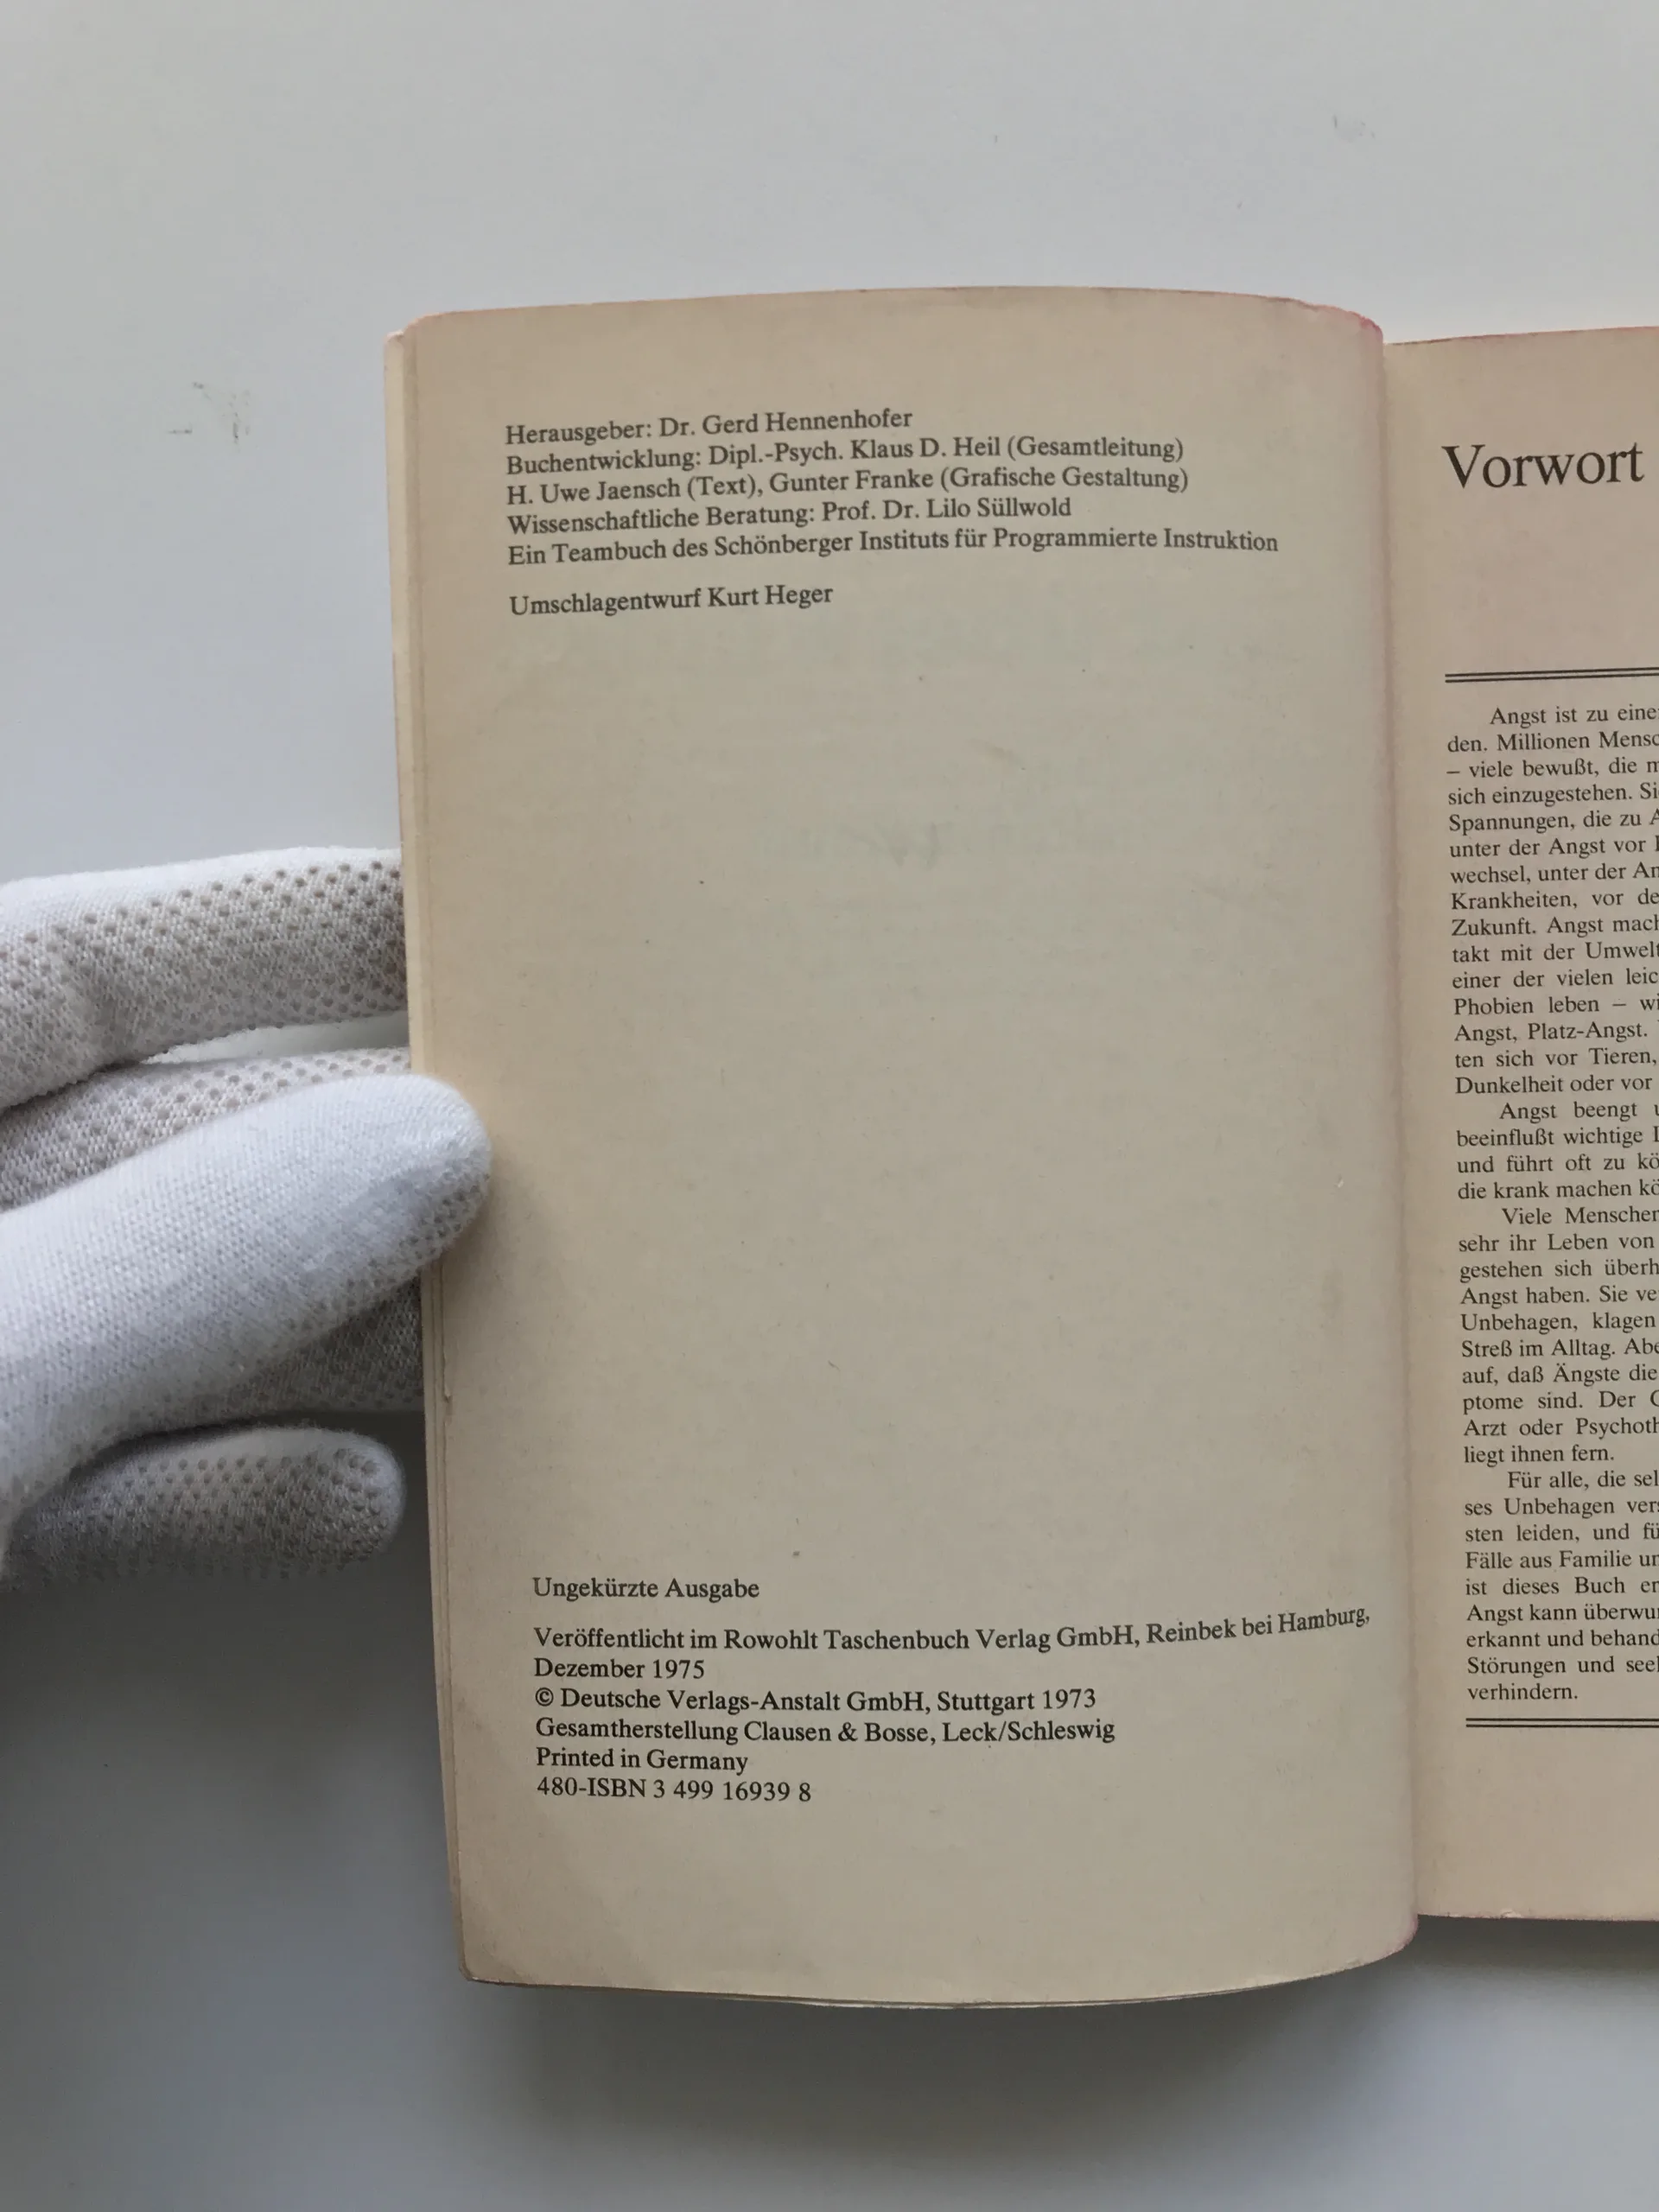 Herausgeber: Dr. Gerd Hennenhofer
Buchentwicklung: Dipl.-Psych. Klaus D. Heil (Gesamtleitung)
H. Uwe Jaensch (Text), Gunter Franke (Grafische Gestaltung)
Wissenschaftliche Beratung: Prof. Dr. Lilo Süllwold
Ein Teambuch des Schönberger Instituts für Programmierte Instruktion
Umschlagentwurf Kurt Heger
Ungekürzte Ausgabe
Veröffentlicht im Rowohlt Taschenbuch Verlag GmbH, Reinbek bei Hamburg,
Dezember 1975
© Deutsche Verlags-Anstalt GmbH, Stuttgart 1973
Gesamtherstellung Clausen & Bosse, Leck/Schleswig
Printed in Germany
480-ISBN 3 499 16939 8
Vorwort
Angst ist zu
den. Millionen
– viele bewußt, die
sich einzugestehen.
Spannungen, die zu
unter der Angst vor
wechsel, unter der
Krankheiten, vor
Zukunft. Angst
takt mit der
einer der vielen
Phobien leben –
Angst, Platz-Angst.
ten sich vor Tieren,
Dunkelheit oder vor
Angst beengt
beeinflußt wichtige
und führt oft zu
die krank machen
Viele
sehr ihr Leben von
gestehen sich
Angst haben. Sie
Unbehagen, klagen
Streß im Alltag.
auf, daß Ängste die
ptome sind. Der
Arzt oder
liegt ihnen fern.
Für alle, die
ses Unbehagen
sten leiden, und
Fälle aus Familie
ist dieses Buch
Angst kann
erkannt und
Störungen und
verhindern.